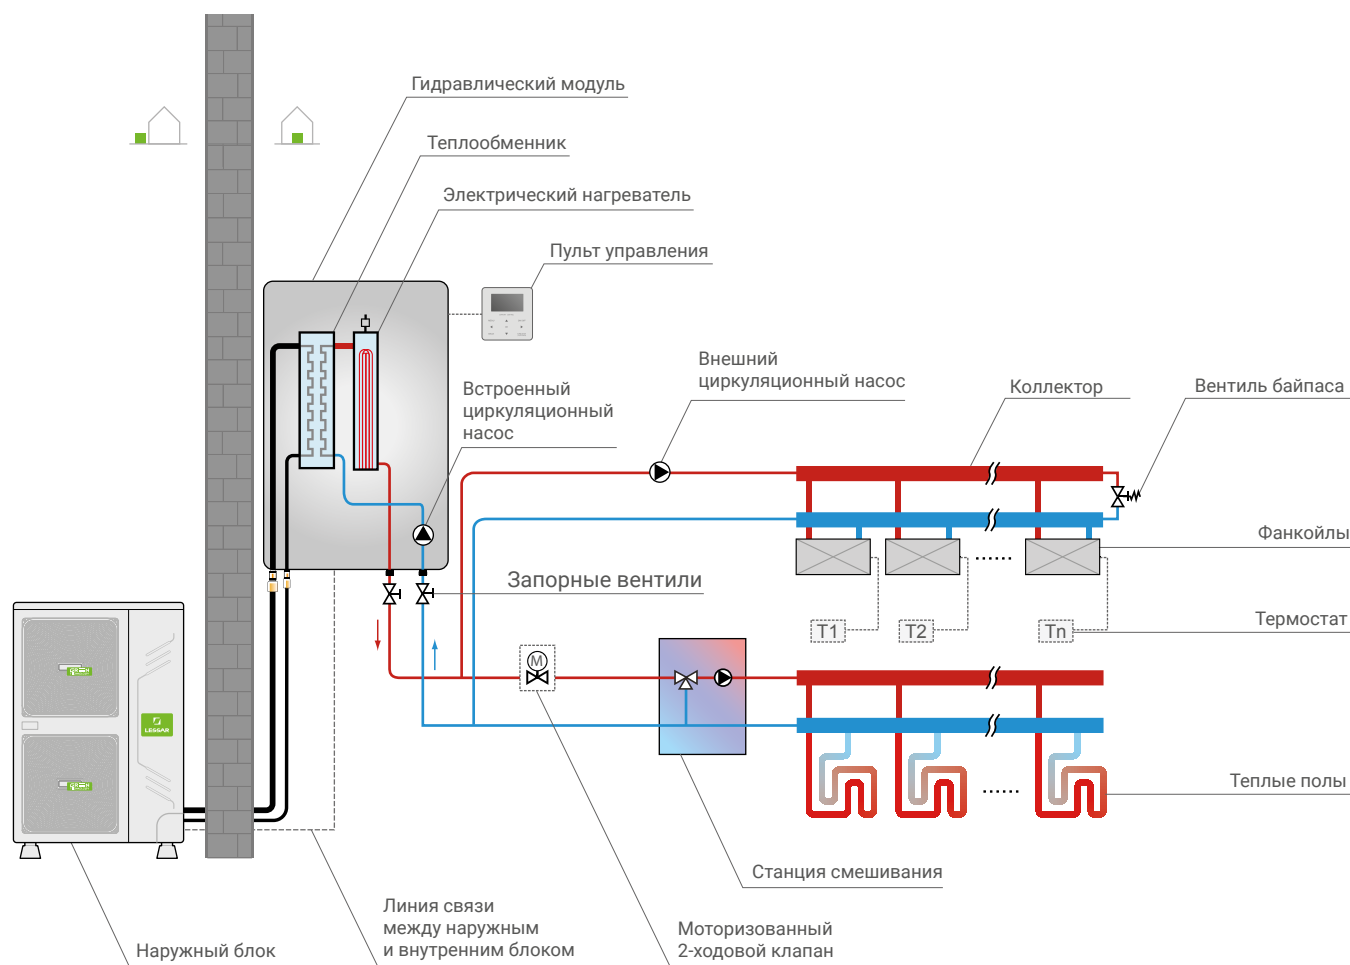 Гидравлический модуль
Теплообменник
Электрический нагреватель
Пульт управления
Внешний
циркуляционный насос
Коллектор
Вентиль байпаса
Встроенный
циркуляционный
насос
Фанкойлы
Запорные вентили
Термостат
T1
T2
Tn
M
LESSAR
Теплые полы
Станция смешивания
Линия связи
между наружным
и внутренним блоком
Моторизованный
2-ходовой клапан
Наружный блок